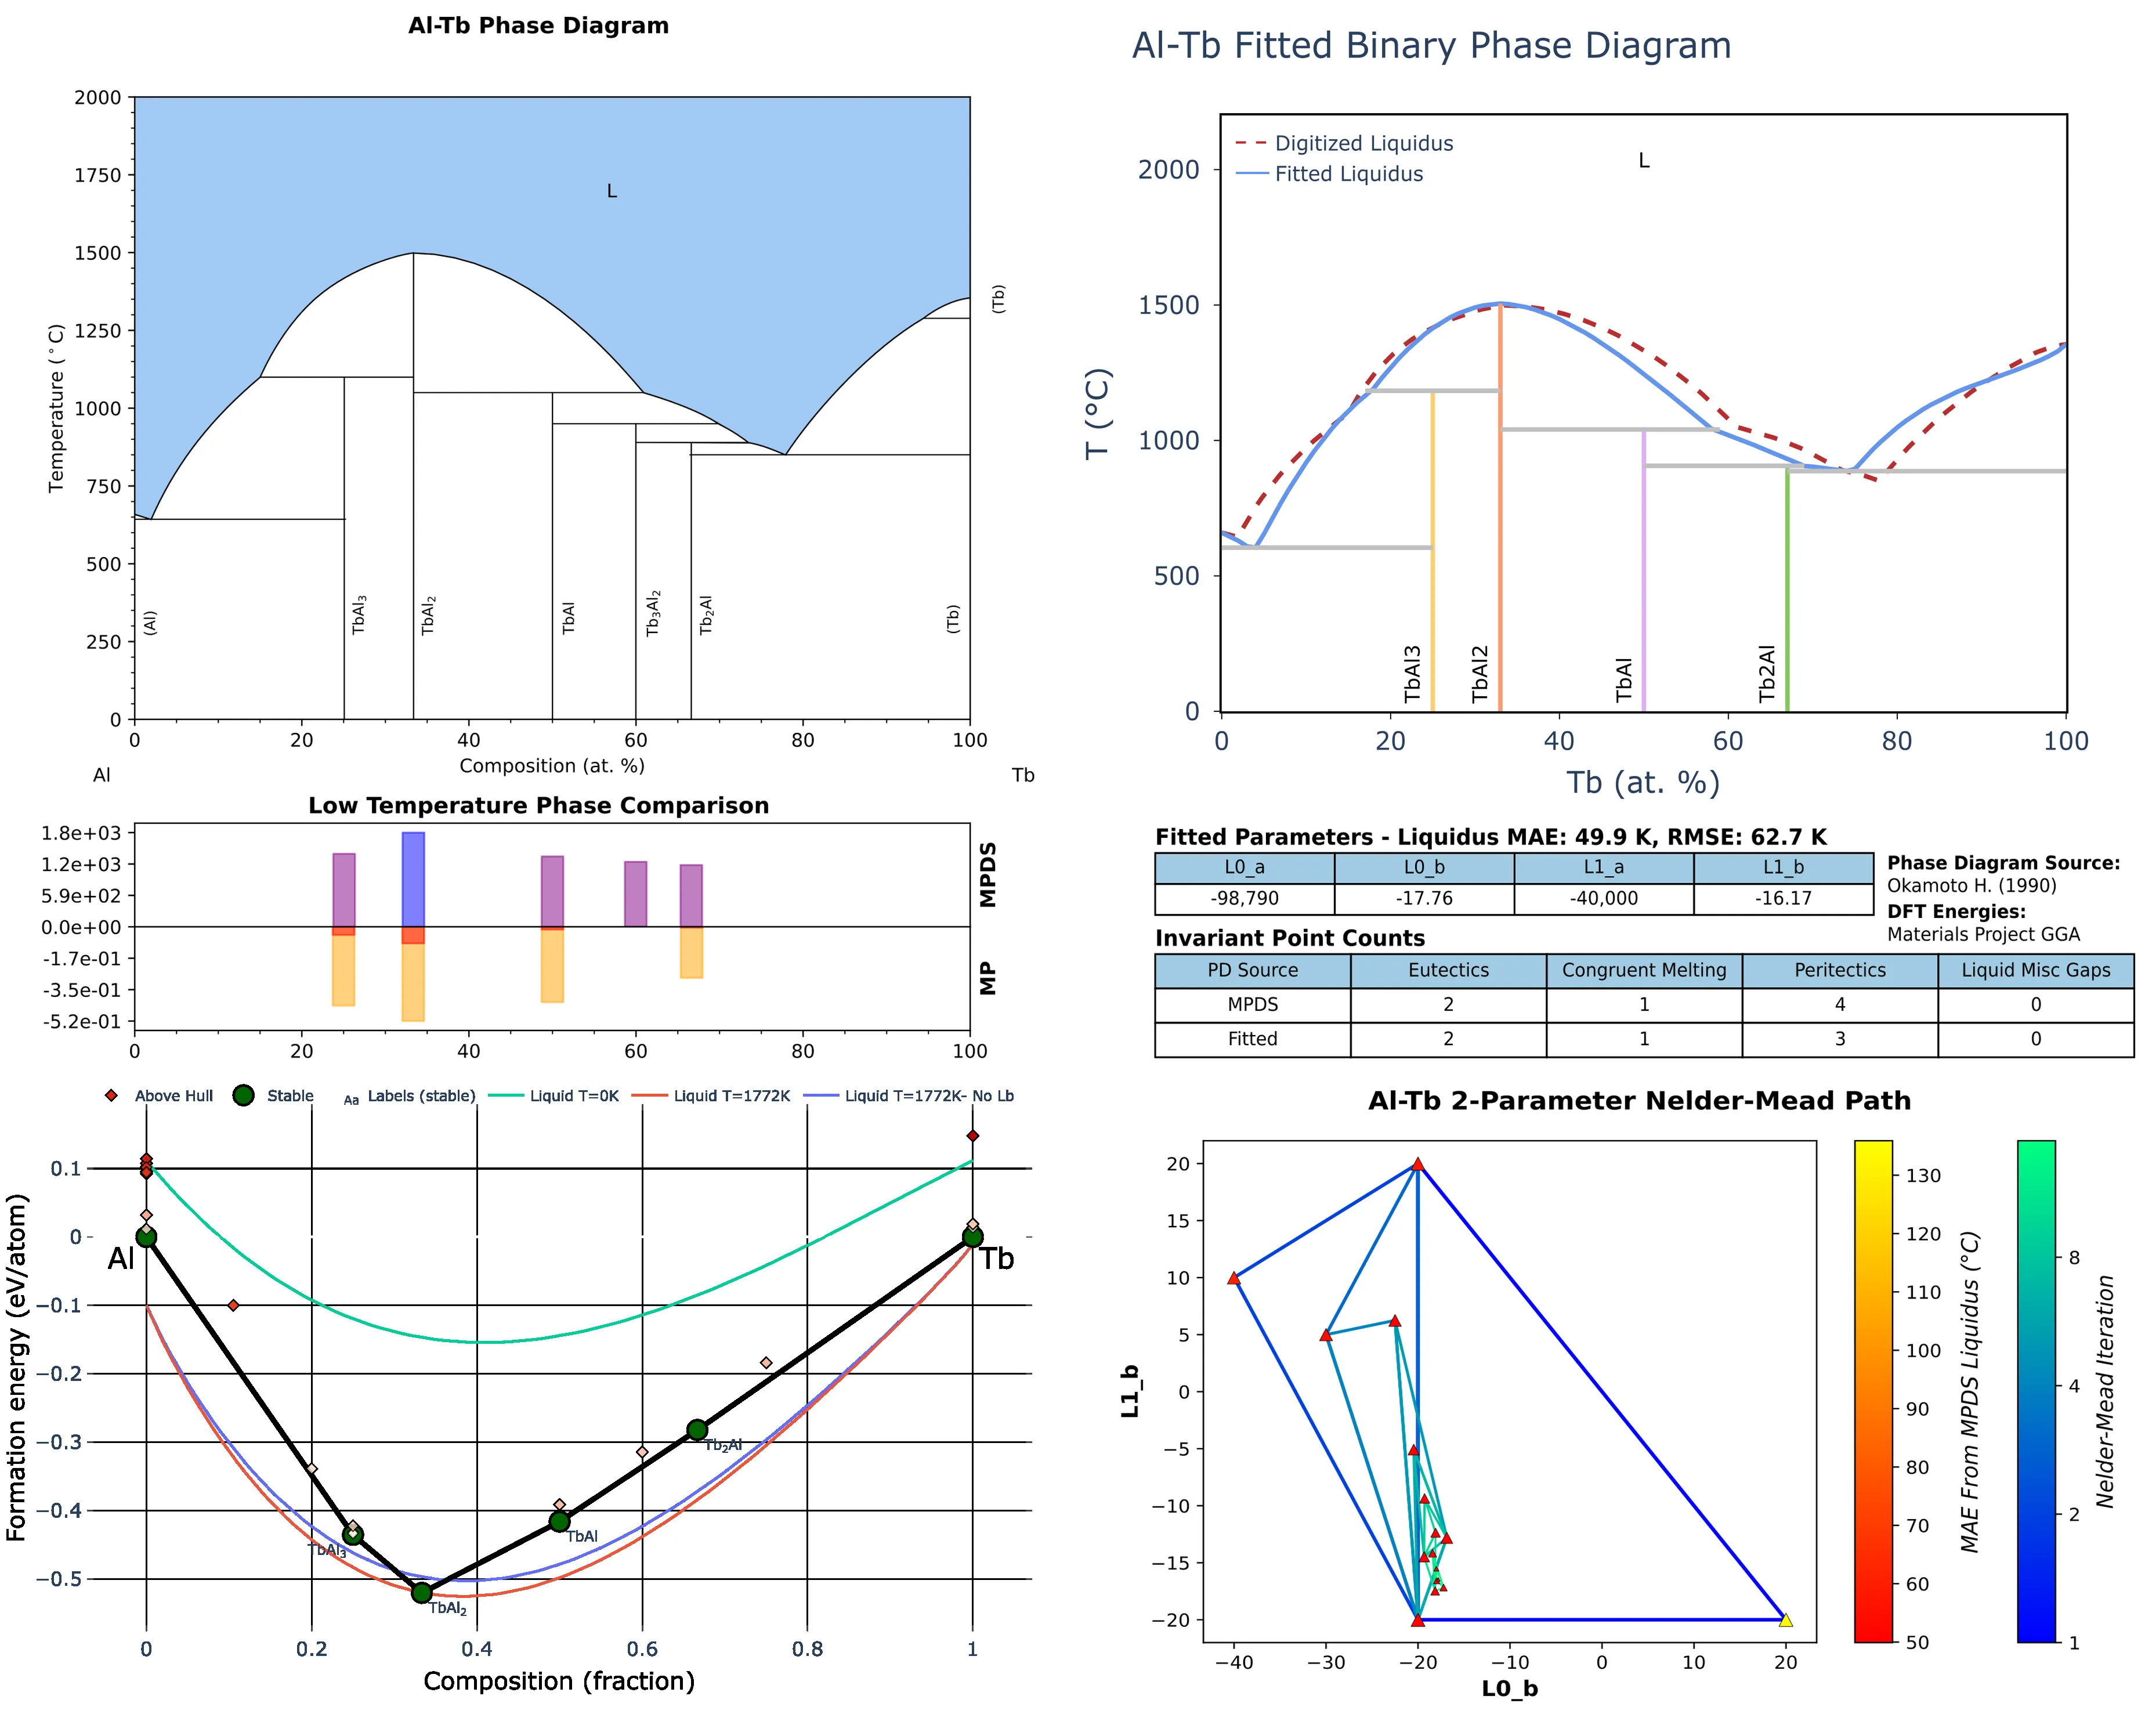 Al-Tb Phase Diagram
2000
1750
1500
1250
1000
750
500
250
0
Temperature (°C)
L
(Tb)
(Al)
TbAl₃
TbAl₂
TbAl
Tb₃Al₂
Tb₂Al
(Tb)
0 20 40 60 80 100
Composition (at. %)
Al Tb
Al-Tb Fitted Binary Phase Diagram
Digitized Liquidus
Fitted Liquidus
L
2000
1500
1000
500
0
T (°C)
TbAl3
TbAl2
TbAl
Tb2Al
0 20 40 60 80 100
Tb (at. %)
Low Temperature Phase Comparison
1.8e+03
1.2e+03
5.9e+02
0.0e+00
-1.7e-01
-3.5e-01
-5.2e-01
MPDS
MP
0 20 40 60 80 100
Fitted Parameters - Liquidus MAE: 49.9 K, RMSE: 62.7 K
L0_a L0_b L1_a L1_b
-98,790 -17.76 -40,000 -16.17
Phase Diagram Source:
Okamoto H. (1990)
DFT Energies:
Materials Project GGA
Invariant Point Counts
PD Source Eutectics Congruent Melting Peritectics Liquid Misc Gaps
MPDS 2 1 4 0
Fitted 2 1 3 0
Above Hull Stable Aa Labels (stable) Liquid T=0K Liquid T=1772K Liquid T=1772K- No Lb
0.1
0
−0.1
−0.2
−0.3
−0.4
−0.5
Formation energy (eV/atom)
Al
Tb
TbAl₃
TbAl₂
TbAl
Tb₂Al
0 0.2 0.4 0.6 0.8 1
Composition (fraction)
Al-Tb 2-Parameter Nelder-Mead Path
20
15
10
5
0
−5
−10
−15
−20
L1_b
−40 −30 −20 −10 0 10 20
L0_b
130
120
110
100
90
80
70
60
50
MAE From MPDS Liquidus (°C)
8
4
2
1
Nelder-Mead Iteration